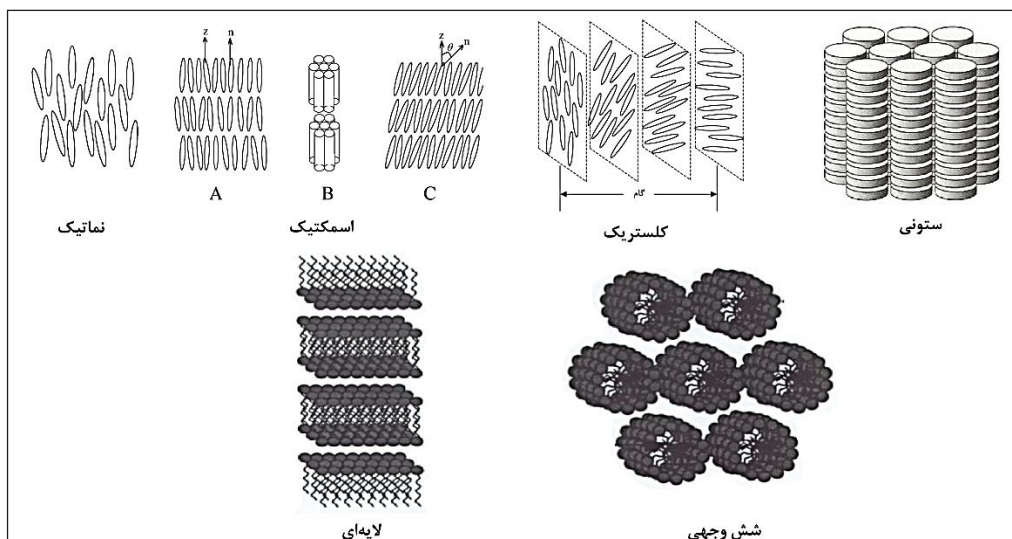 z n
z θ n
A B C
گام
نماتیک
اسمکتیک
کلستریک
ستونی
لایه‌ای
شش وجهی